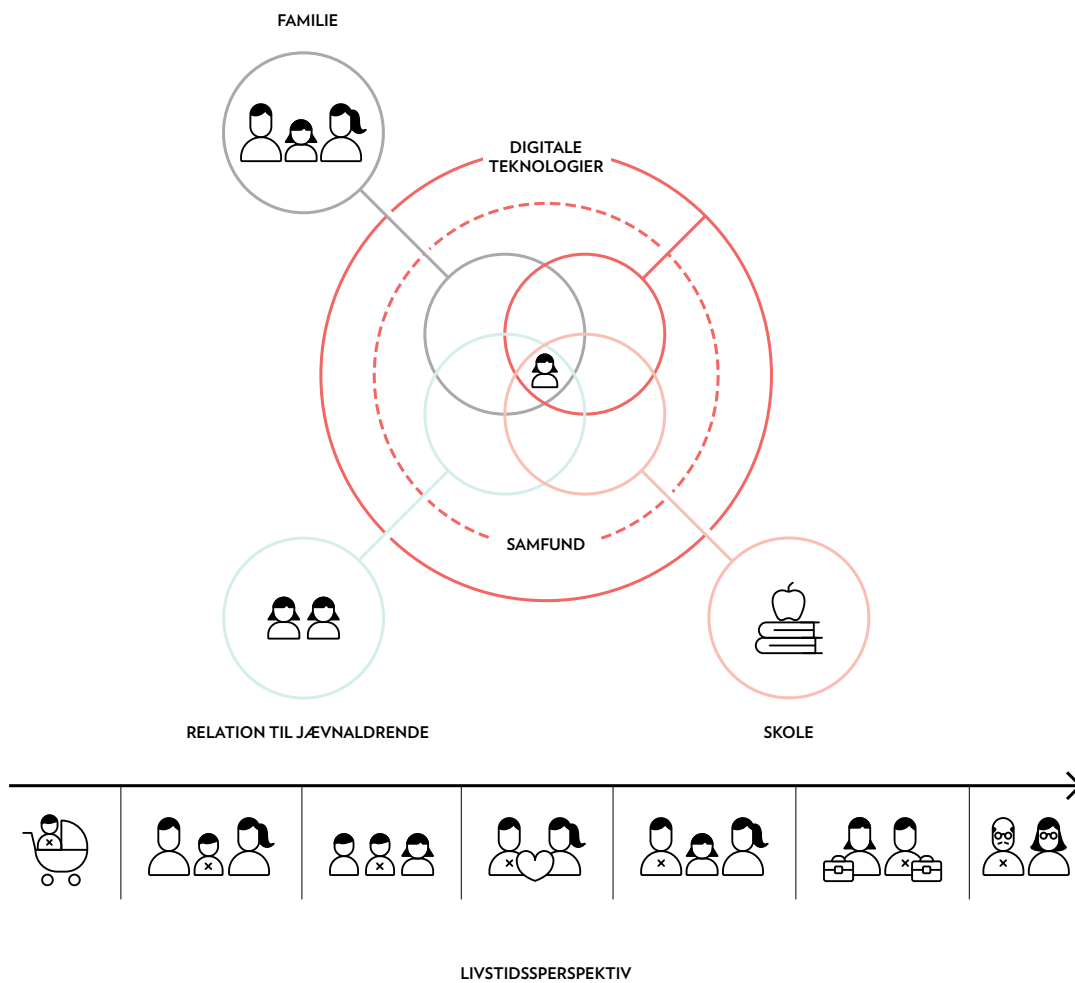 FAMILIE
DIGITALE
TEKNOLOGIER
SAMFUND
RELATION TIL JÆVNALDRENDE
SKOLE
LIVSTIDSSPERSPEKTIV